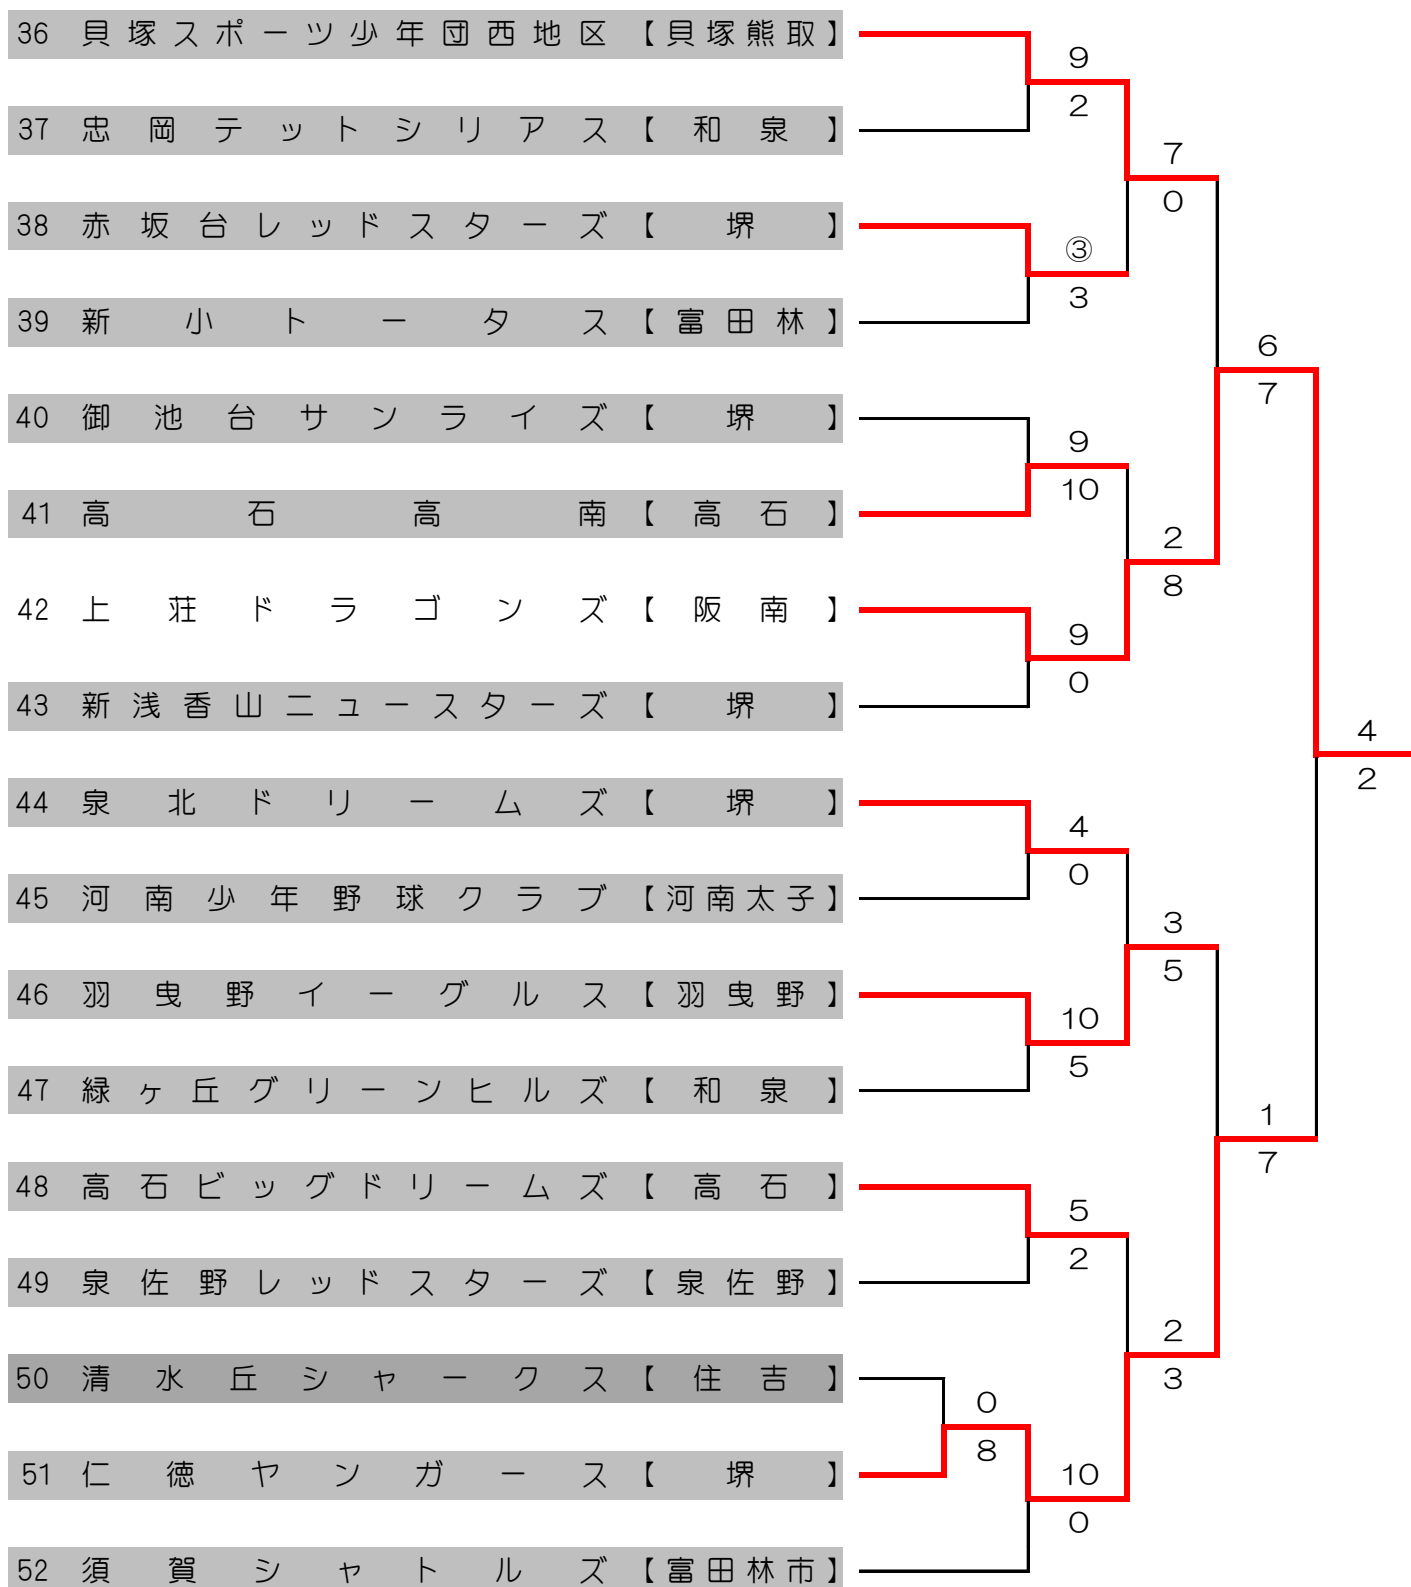 36 貝塚スポーツ少年団西地区【貝塚熊取】
9
2
37 忠岡テットシリアス【和泉】
7
0
38 赤坂台レッドスターズ【堺】
③
3
39 新小トータス【富田林】
6
7
40 御池台サンライズ【堺】
9
10
41 高石高南【高石】
2
8
42 上荘ドラゴンズ【阪南】
9
0
43 新浅香山ニュースターズ【堺】
4
2
44 泉北ドリームズ【堺】
4
0
45 河南少年野球クラブ【河南太子】
3
5
46 羽曳野イーグルス【羽曳野】
10
5
47 緑ヶ丘グリーンヒルズ【和泉】
1
7
48 高石ビッグドリームズ【高石】
5
2
49 泉佐野レッドスターズ【泉佐野】
2
3
50 清水丘シャークス【住吉】
0
8
51 仁徳ヤンガース【堺】
10
0
52 須賀シャトルズ【富田林市】